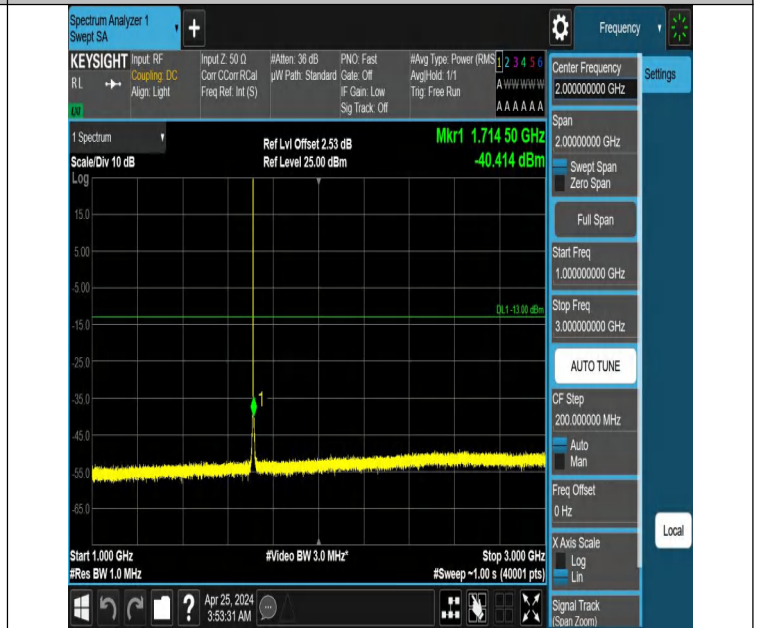 Spectrum Analyzer 1
Swept SA
+
Frequency
KEYSIGHT
RL
Input: RF
Coupling: DC
Align: Light
Input Z: 50 Ω
Corr CCorr RCal
Freq Ref: Int (S)
#Atten: 36 dB
µW Path: Standard
PNO: Fast
Gate: Off
IF Gain: Low
Sig Track: Off
#Avg Type: Power (RMS
Avg|Hold: 1/1
Trig: Free Run
1 2 3 4 5 6
A W W W W W
A A A A A A
1 Spectrum
Scale/Div 10 dB
Log
Ref Lvl Offset 2.53 dB
Ref Level 25.00 dBm
Mkr1 1.714 50 GHz
-40.414 dBm
15.0
5.00
-5.00
-15.0
-25.0
-35.0
-45.0
-55.0
-65.0
DL1 -13.00 dBm
1
Start 1.000 GHz
#Res BW 1.0 MHz
#Video BW 3.0 MHz*
Stop 3.000 GHz
#Sweep ~1.00 s (40001 pts)
Center Frequency
2.000000000 GHz
Settings
Span
2.00000000 GHz
Swept Span
Zero Span
Full Span
Start Freq
1.000000000 GHz
Stop Freq
3.000000000 GHz
AUTO TUNE
CF Step
200.000000 MHz
Auto
Man
Freq Offset
0 Hz
X Axis Scale
Log
Lin
Local
Signal Track
(Span Zoom)
?
Apr 25, 2024
3:53:31 AM